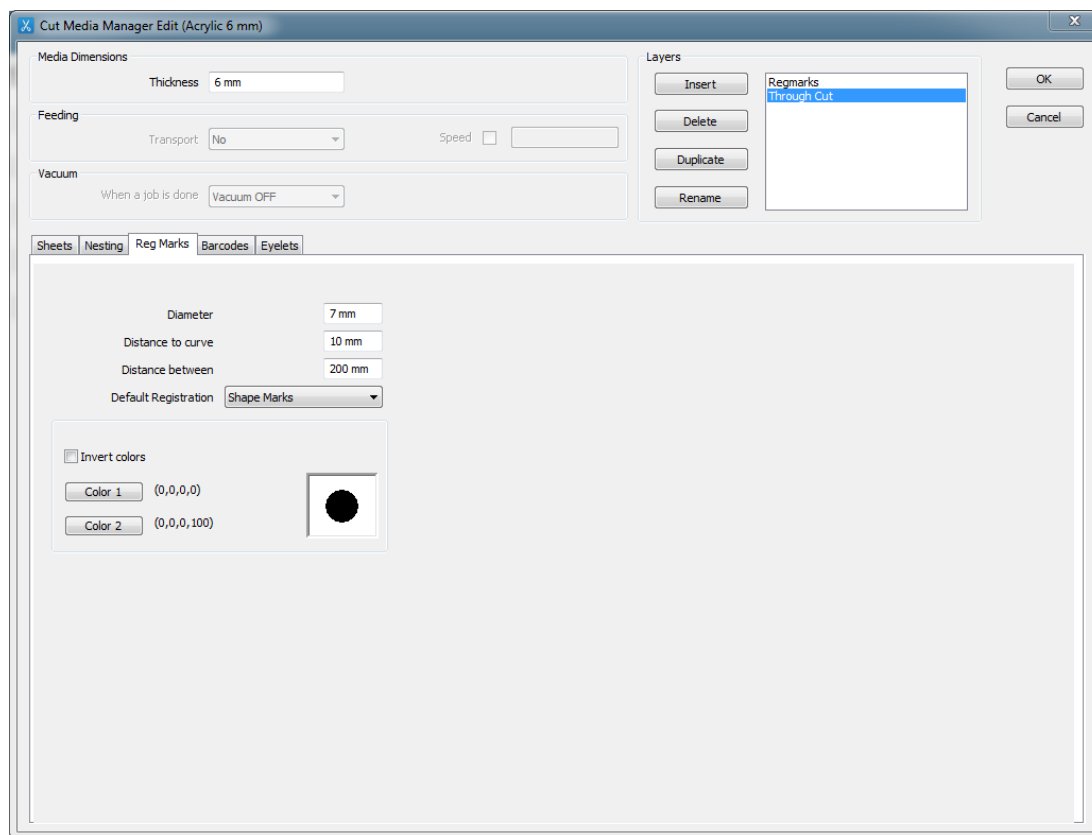 Cut Media Manager Edit (Acrylic 6 mm)
X
Media Dimensions
Thickness 6 mm
Feeding
Transport No Speed
Vacuum
When a job is done Vacuum OFF
Layers
Insert
Delete
Duplicate
Rename
Regmarks
Through Cut
OK
Cancel
Sheets Nesting Reg Marks Barcodes Eyelets
Diameter 7 mm
Distance to curve 10 mm
Distance between 200 mm
Default Registration Shape Marks
Invert colors
Color 1 (0,0,0,0)
Color 2 (0,0,0,100)